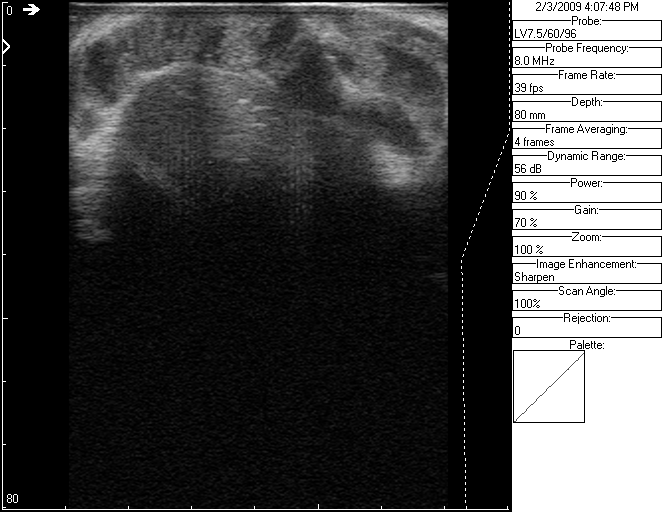 0
80
2/3/2009 4:07:48 PM
Probe:
LV7.5/60/96
Probe Frequency:
8.0 MHz
Frame Rate:
39 fps
Depth:
80 mm
Frame Averaging:
4 frames
Dynamic Range:
56 dB
Power:
90 %
Gain:
70 %
Zoom:
100 %
Image Enhancement:
Sharpen
Scan Angle:
100%
Rejection:
0
Palette: